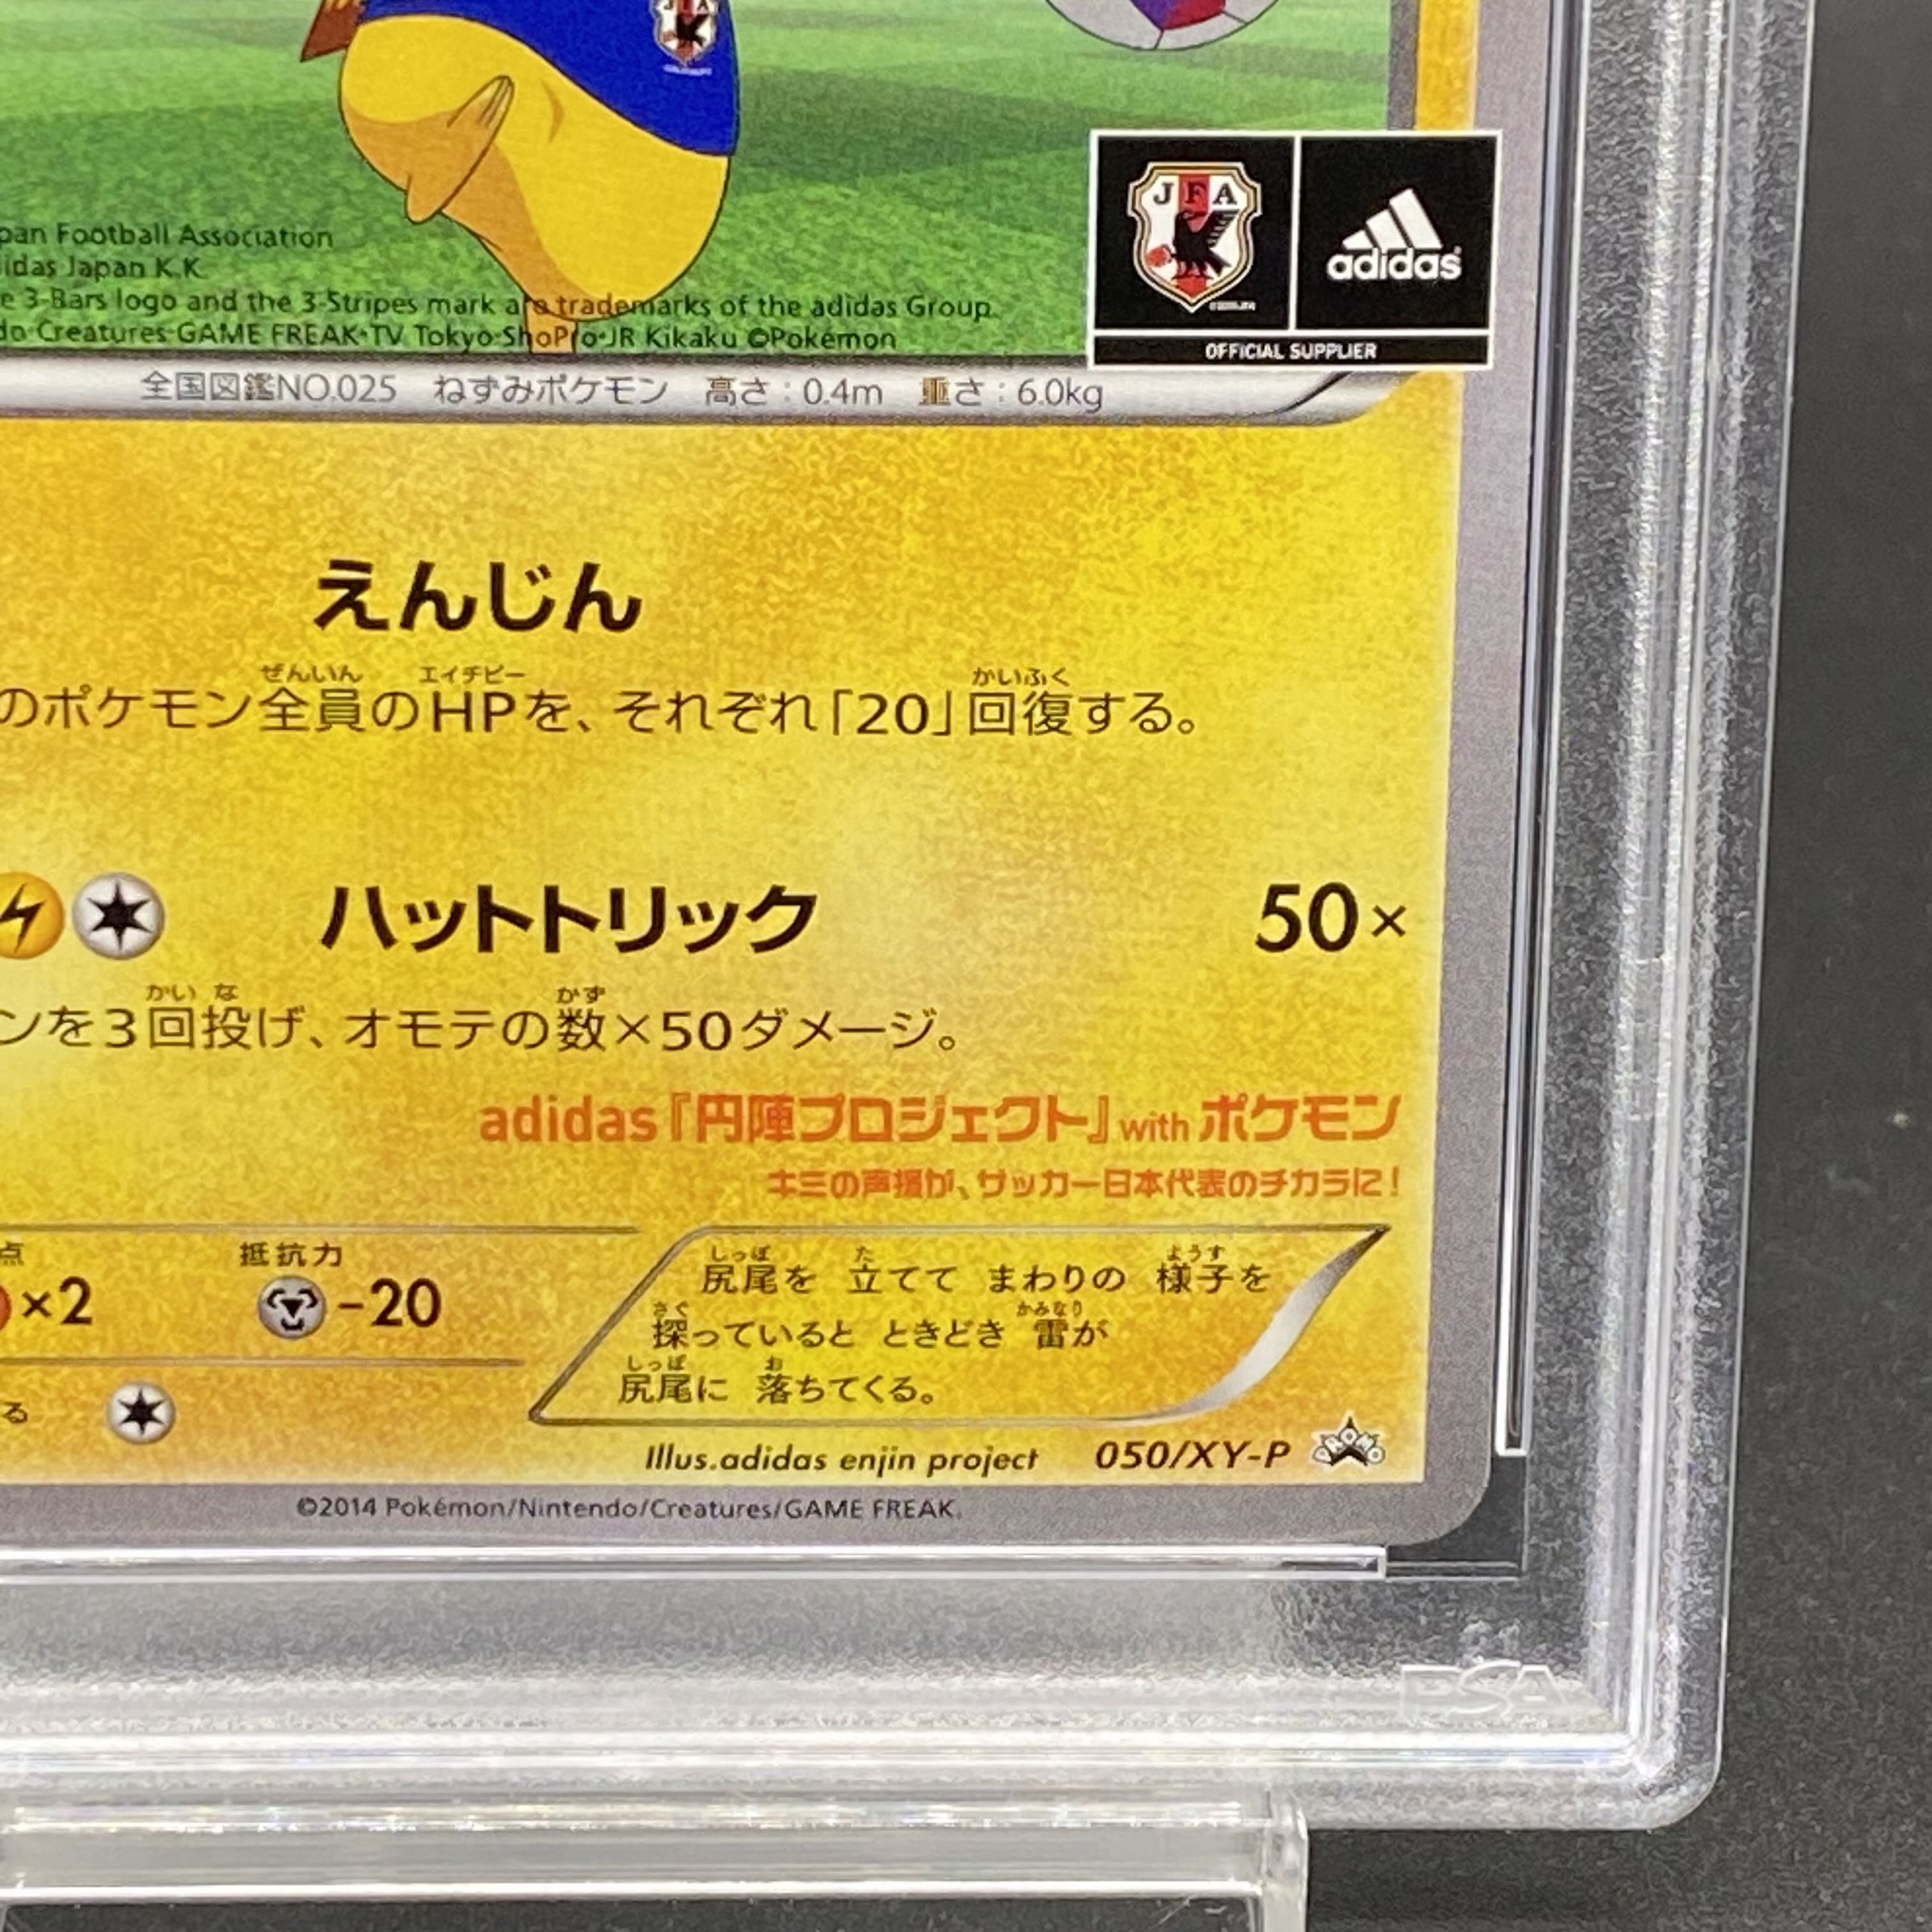 JFA
pan Football Association
idas Japan K.K.
e 3-Bars logo and the 3-Stripes mark are trademarks of the adidas Group.
do·Creatures·GAME FREAK·TV Tokyo·ShoPro·JR Kikaku ©Pokémon
JFA
adidas
OFFICIAL SUPPLIER
全国図鑑NO.025 ねずみポケモン 高さ:0.4m 重さ:6.0kg
えんじん
ぜんいん エイチピー かいふく
のポケモン全員のHPを、それぞれ「20」回復する。
ハットトリック 50×
かい な かず
ンを3回投げ、オモテの数×50ダメージ。
adidas『円陣プロジェクト』with ポケモン
キミの声援が、サッカー日本代表のチカラに!
点 抵抗力
×2 -20
る
しっぽ た ようす
尻尾を 立てて まわりの 様子を
さぐ かみなり
探っていると ときどき 雷が
しっぽ お
尻尾に 落ちてくる。
Illus.adidas enjin project 050/XY-P
©2014 Pokémon/Nintendo/Creatures/GAME FREAK.
PSA